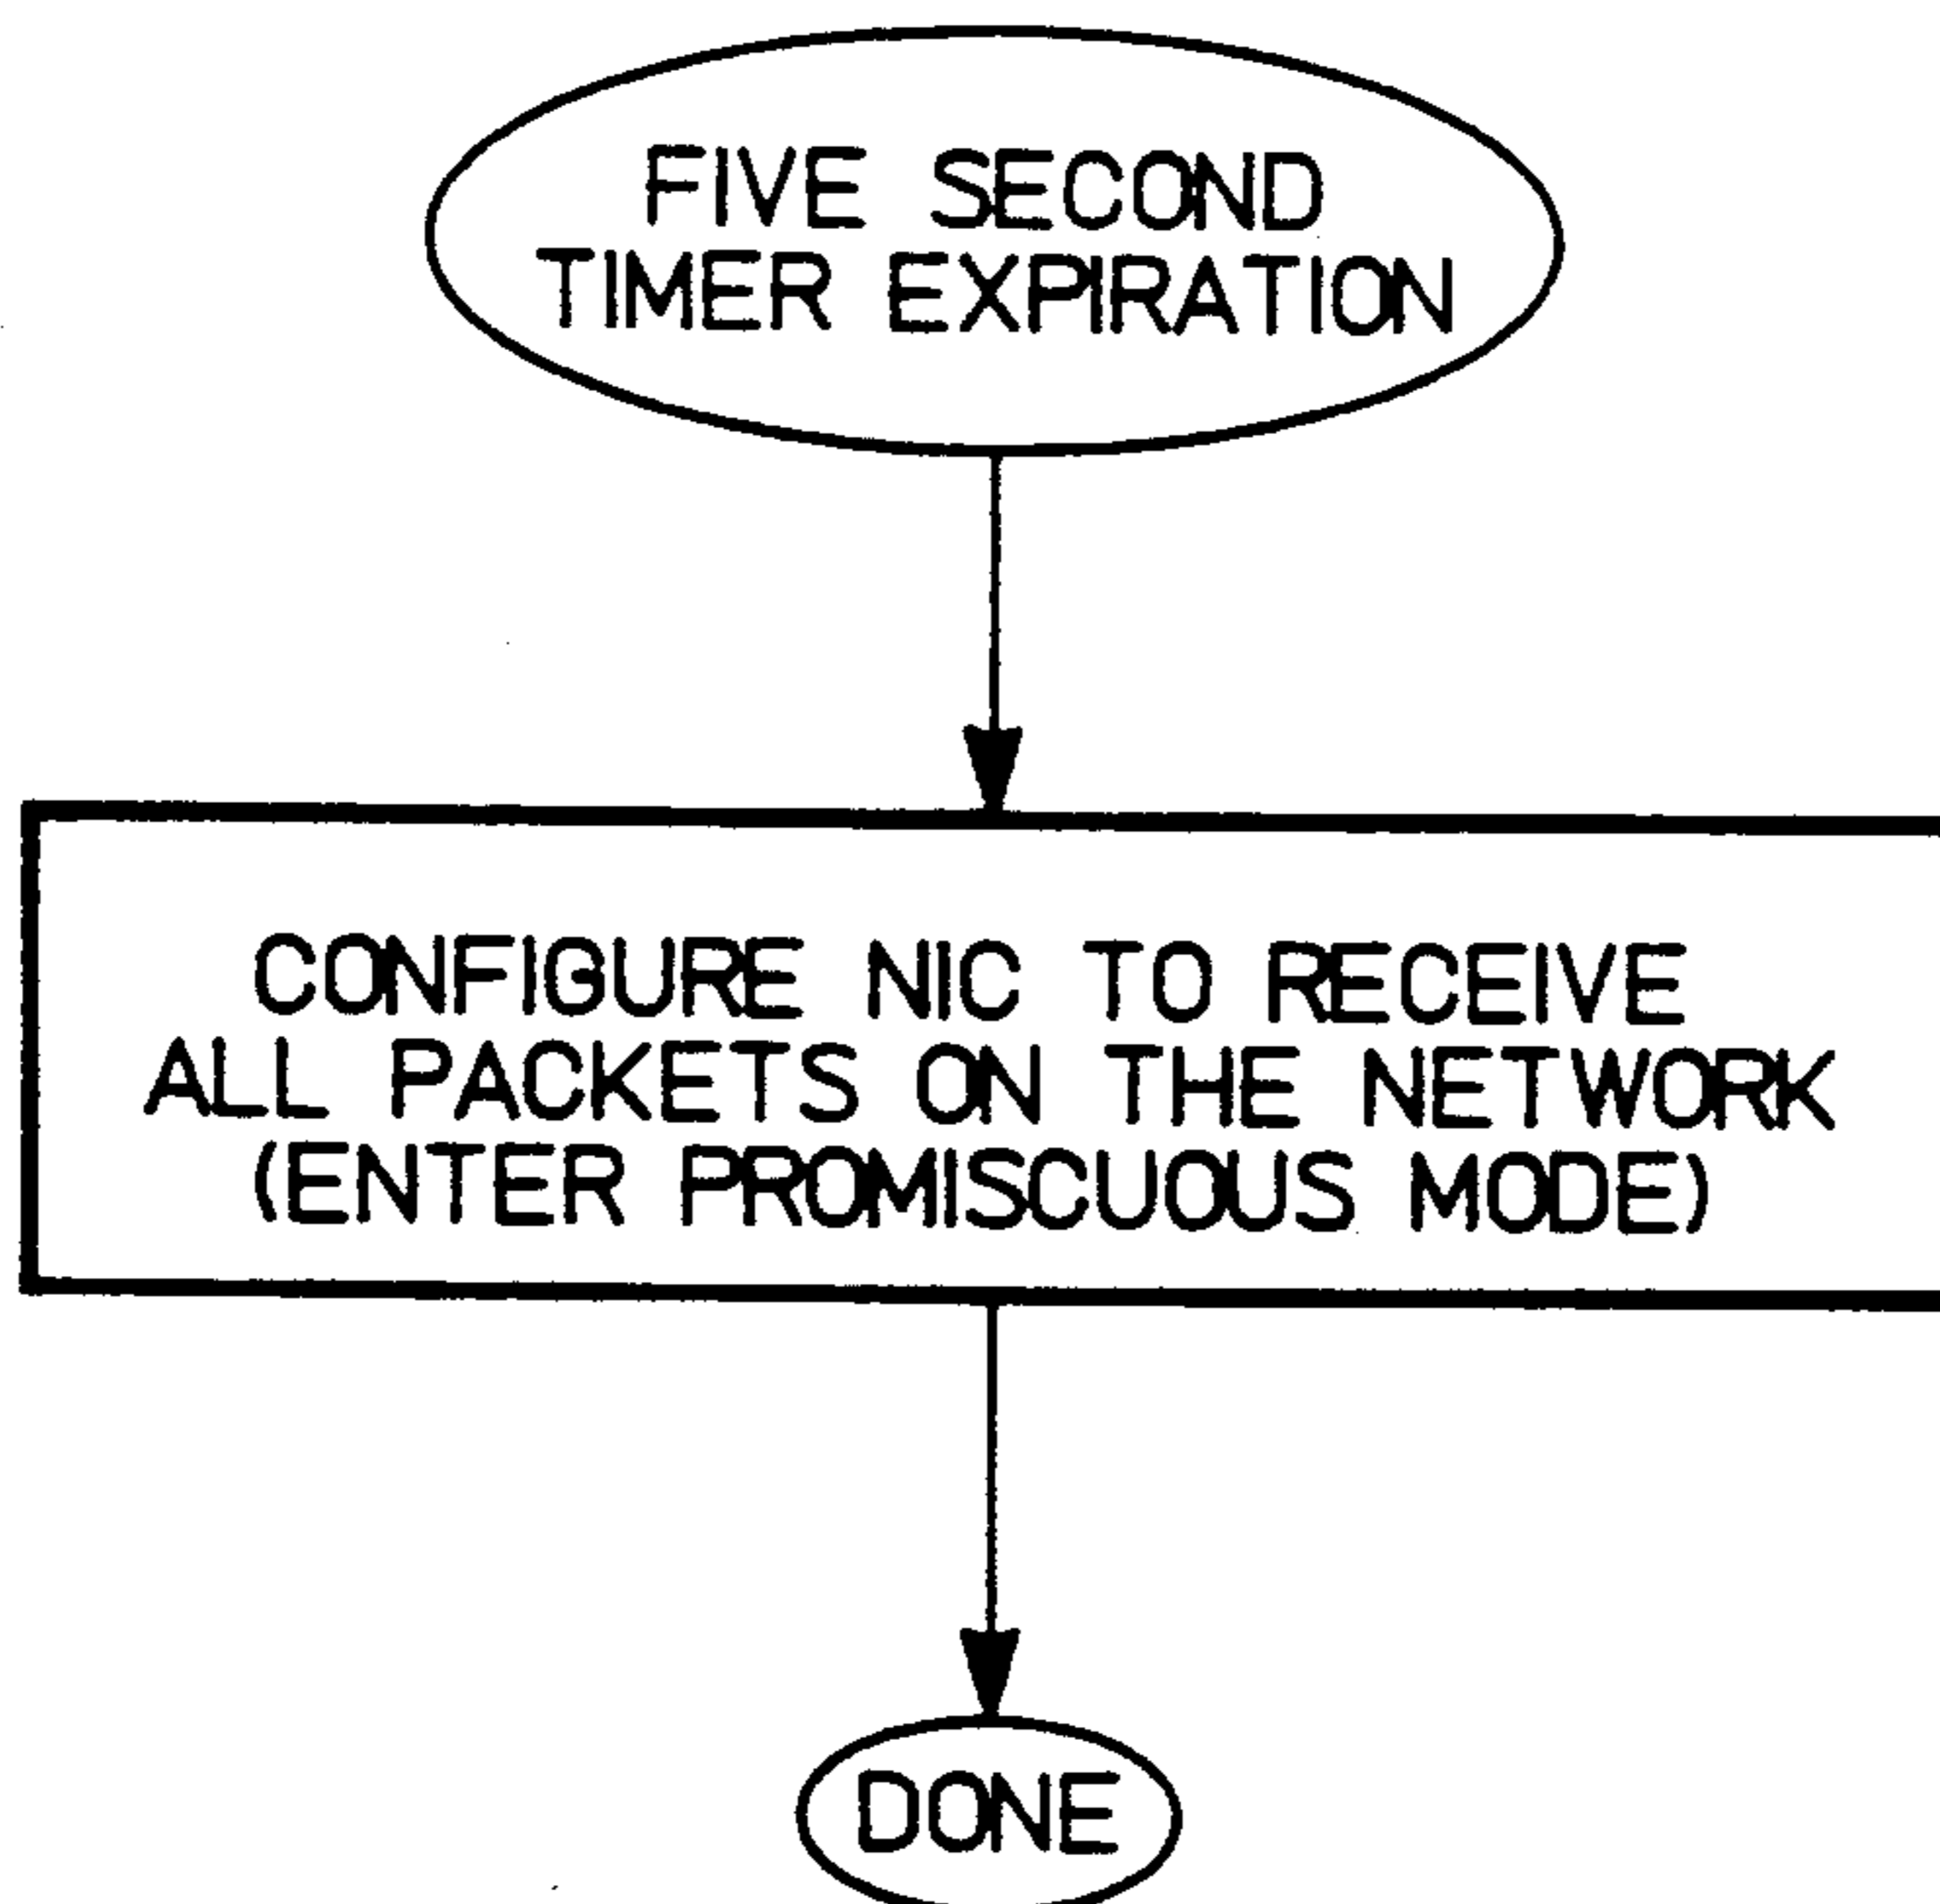 FIVE SECOND
TIMER EXPIRATION
CONFIGURE NIC TO RECEIVE
ALL PACKETS ON THE NETWORK
(ENTER PROMISCUOUS MODE)
DONE